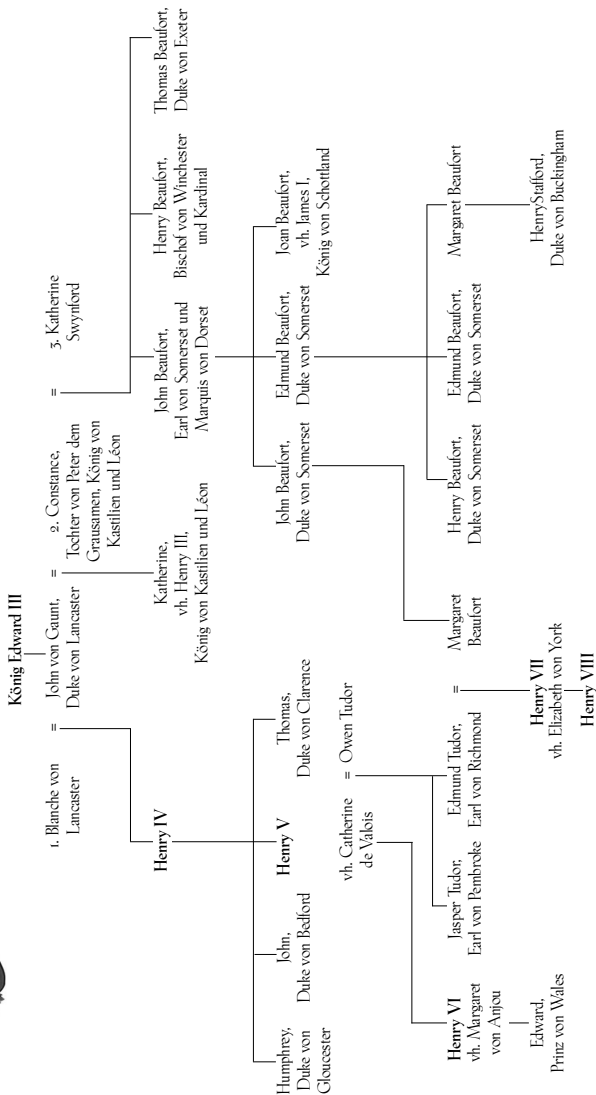 König Edward III
1. Blanche von
Lancaster
=
John von Gaunt,
Duke von Lancaster
=
2. Constance,
Tochter von Peter dem
Grausamen, König von
Kastilien und Léon
=
3. Katherine
Swynford
Henry IV
Katherine,
vh. Henry III,
König von Kastilien und Léon
John Beaufort,
Earl von Somerset und
Marquis von Dorset
Henry Beaufort,
Bischof von Winchester
und Kardinal
Thomas Beaufort,
Duke von Exeter
Humphrey,
Duke von
Gloucester
John,
Duke von Bedford
Henry V
Thomas,
Duke von Clarence
John Beaufort,
Duke von Somerset
Edmund Beaufort,
Duke von Somerset
Joan Beaufort,
vh. James I,
König von Schottland
vh. Catherine
de Valois
= Owen Tudor
Henry VI
vh. Margaret
von Anjou
Jasper Tudor,
Earl von Pembroke
Edmund Tudor,
Earl von Richmond
=
Margaret
Beaufort
Henry Beaufort,
Duke von Somerset
Edmund Beaufort,
Duke von Somerset
Margaret Beaufort
Edward,
Prinz von Wales
Henry VII
vh. Elizabeth von York
HenryStafford,
Duke von Buckingham
Henry VIII